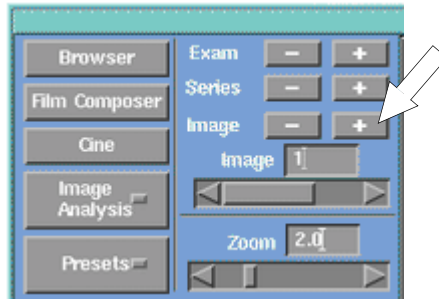 Browser
Film Composer
Cine
Image
Analysis
Presets
Exam - +
Series - +
Image - +
Image 1
Zoom 2.0